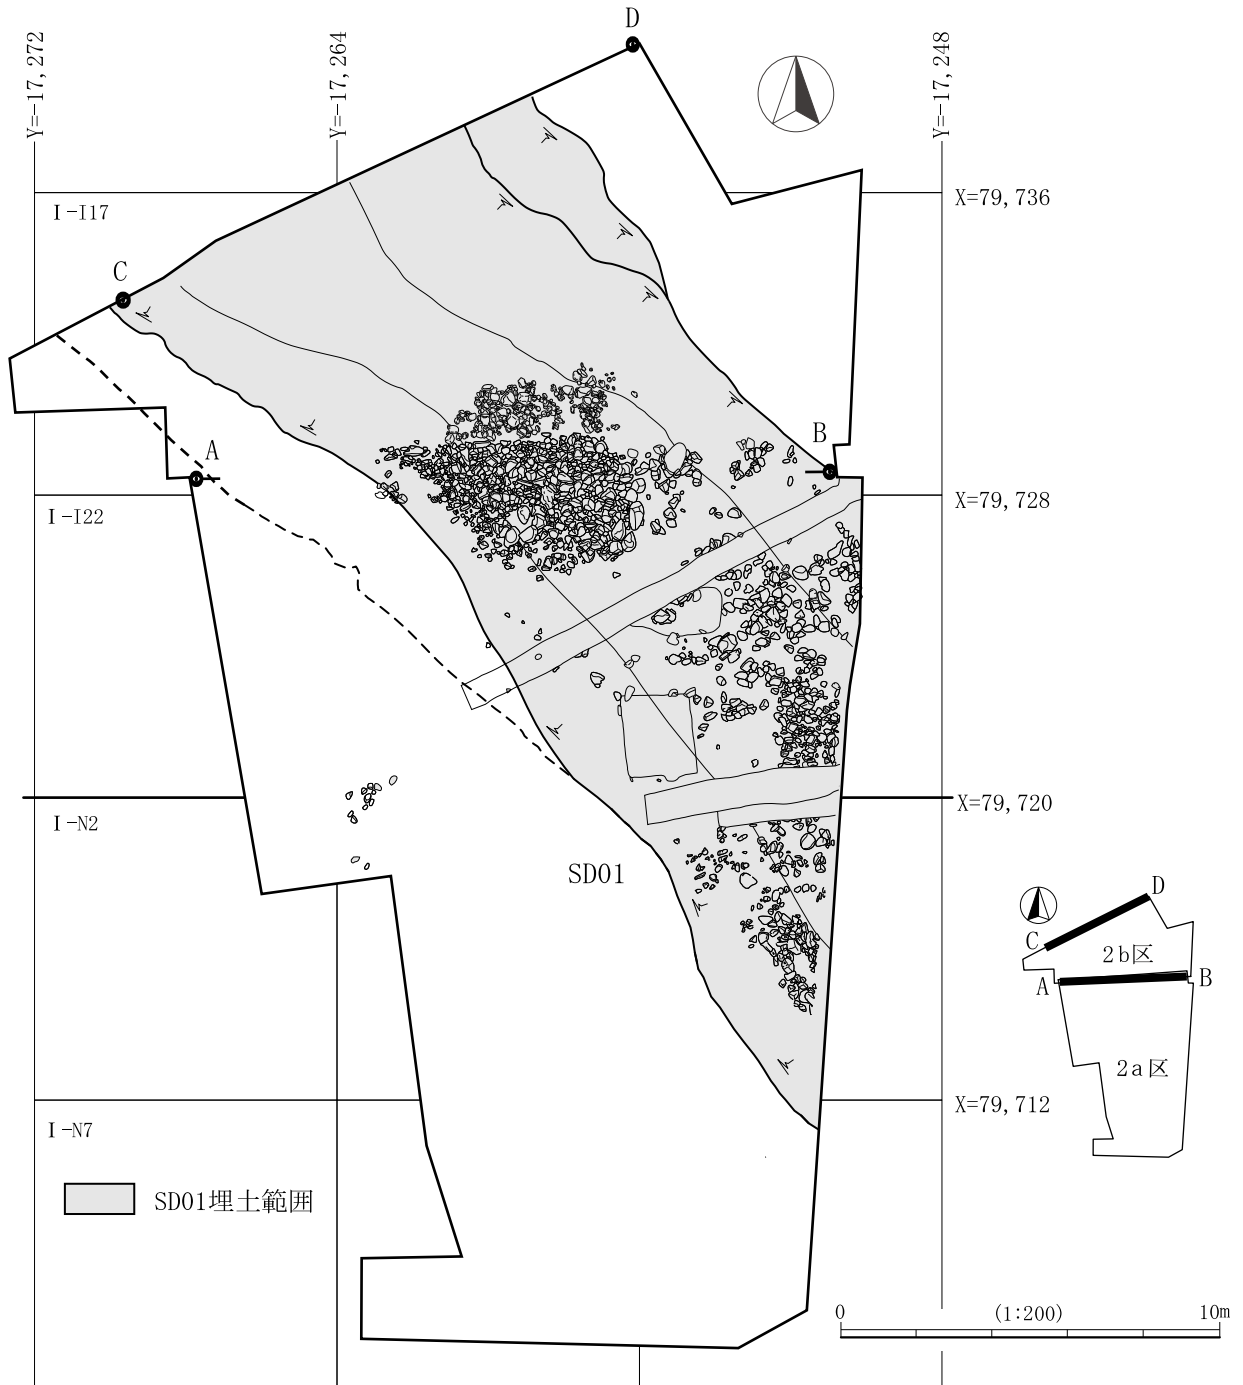 D
Y=-17,272
Y=-17,264
Y=-17,248
X=79,736
I-I17
C
B
A
X=79,728
I-I22
X=79,720
I-N2
SD01
D
C
2b区
A
B
2a区
X=79,712
I-N7
SD01埋土範囲
0
(1:200)
10m